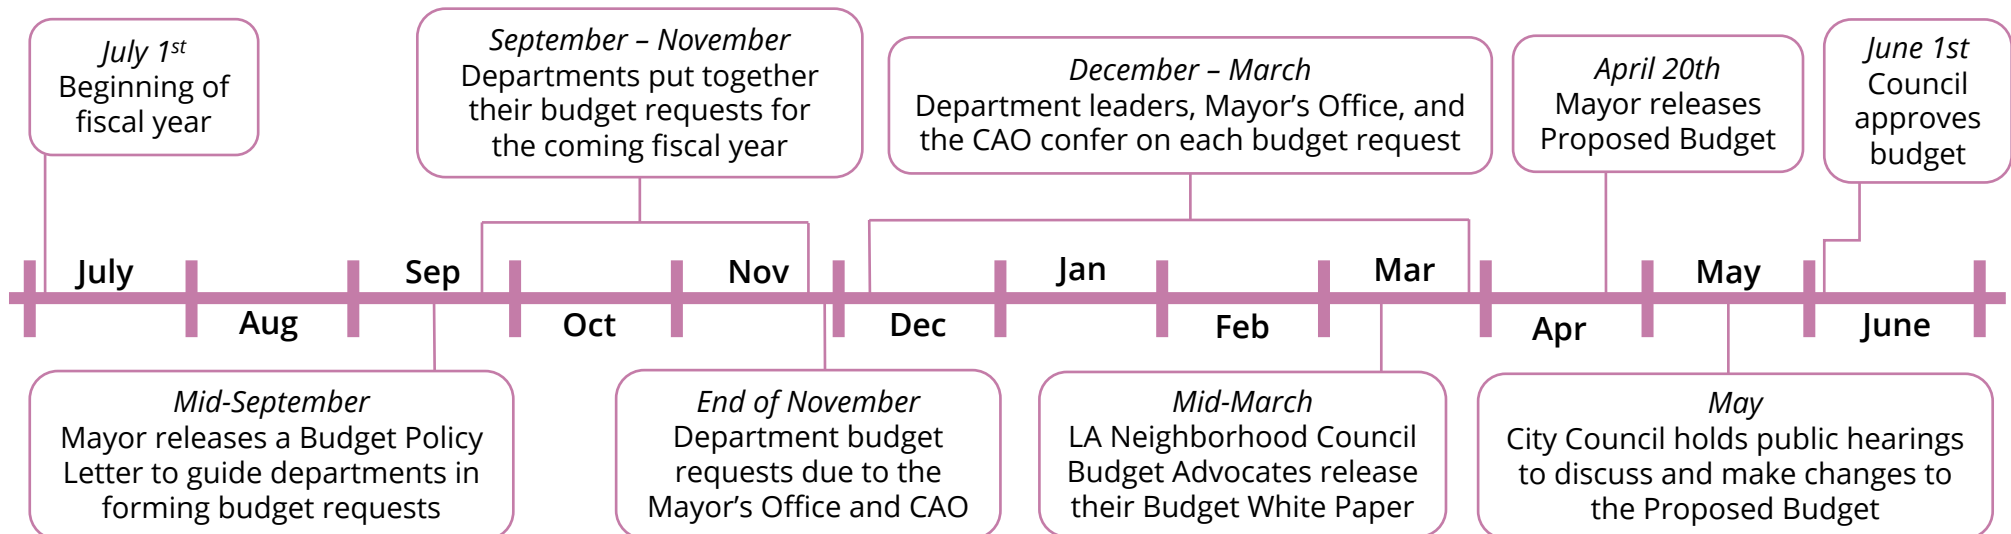 July 1st
Beginning of
fiscal year
September – November
Departments put together
their budget requests for
the coming fiscal year
December – March
Department leaders, Mayor’s Office, and
the CAO confer on each budget request
April 20th
Mayor releases
Proposed Budget
June 1st
Council
approves
budget
July
Aug
Sep
Oct
Nov
Dec
Jan
Feb
Mar
Apr
May
June
Mid-September
Mayor releases a Budget Policy
Letter to guide departments in
forming budget requests
End of November
Department budget
requests due to the
Mayor’s Office and CAO
Mid-March
LA Neighborhood Council
Budget Advocates release
their Budget White Paper
May
City Council holds public hearings
to discuss and make changes to
the Proposed Budget